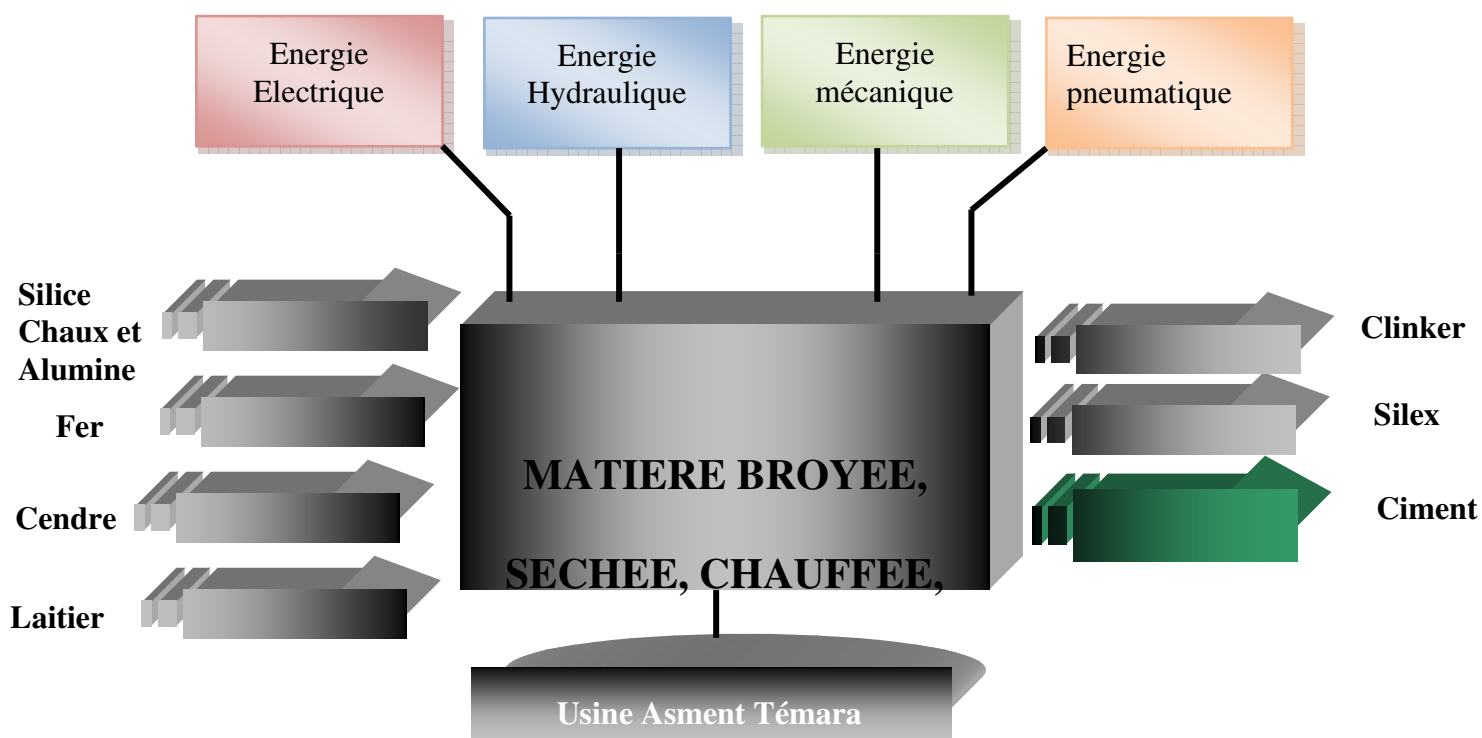 Energie
Electrique
Energie
Hydraulique
Energie
mécanique
Energie
pneumatique
Silice
Chaux et
Alumine
Fer
Cendre
Laitier
MATIERE BROYEE,
SECHEE, CHAUFFEE,
Clinker
Silex
Ciment
Usine Asment Témara